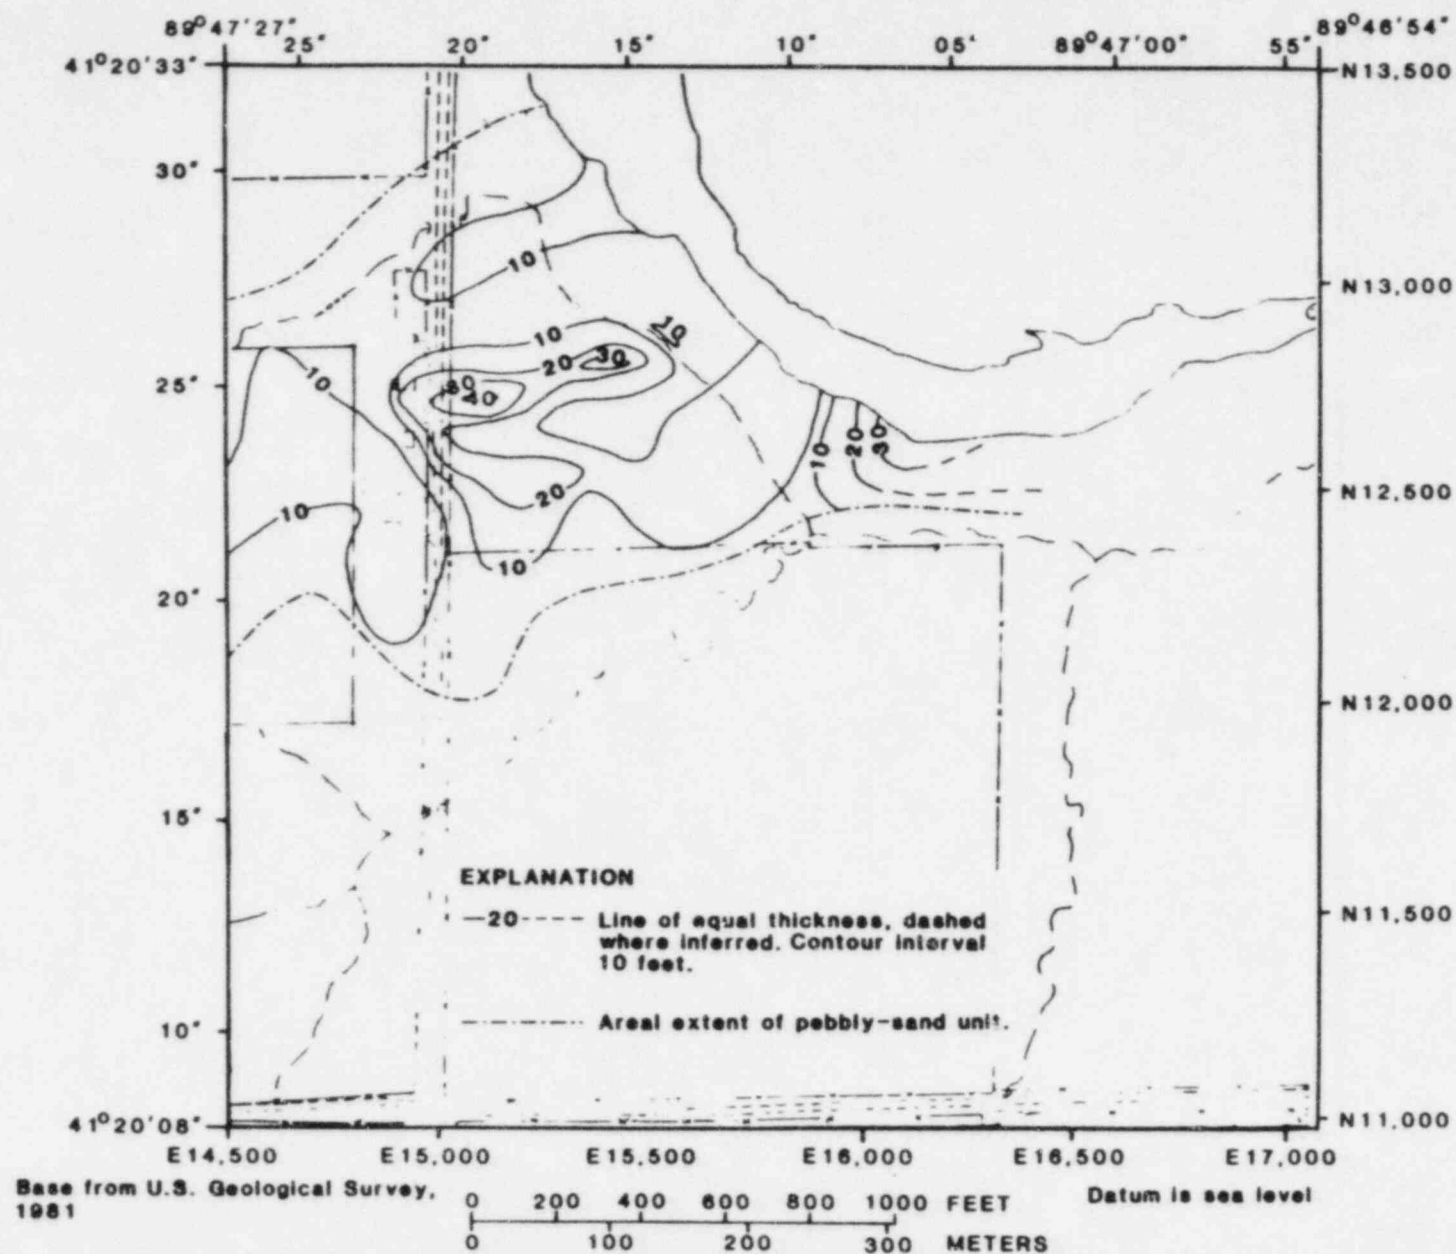 89°47'27" 25" 20" 15" 10" 05' 89°47'00" 55" 89°46'54"
41°20'33" N13,500
30"
10 N13,000
10 10
20 30
25" 10 40
10 20 30
20 N12,500
10
10
20"
N12,000
15"
EXPLANATION
20 Line of equal thickness, dashed
where inferred. Contour interval
10 feet.
N11,500
Areal extent of pebbly-sand unit.
10"
41°20'08" N11,000
E14,500 E15,000 E15,500 E16,000 E16,500 E17,000
Base from U.S. Geological Survey,
1981
0 200 400 600 800 1000 FEET
0 100 200 300 METERS
Datum is sea level